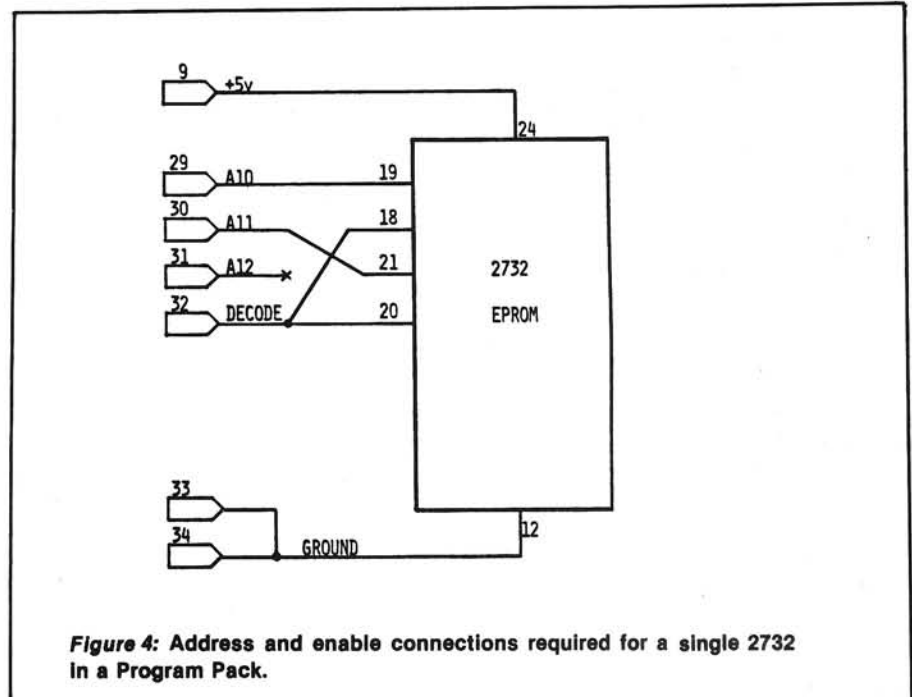 9
+5v
24
29
A10
19
30
A11
18
31
A12
21
2732
32
DECODE
20
EPROM
33
34
GROUND
12
Figure 4: Address and enable connections required for a single 2732
in a Program Pack.